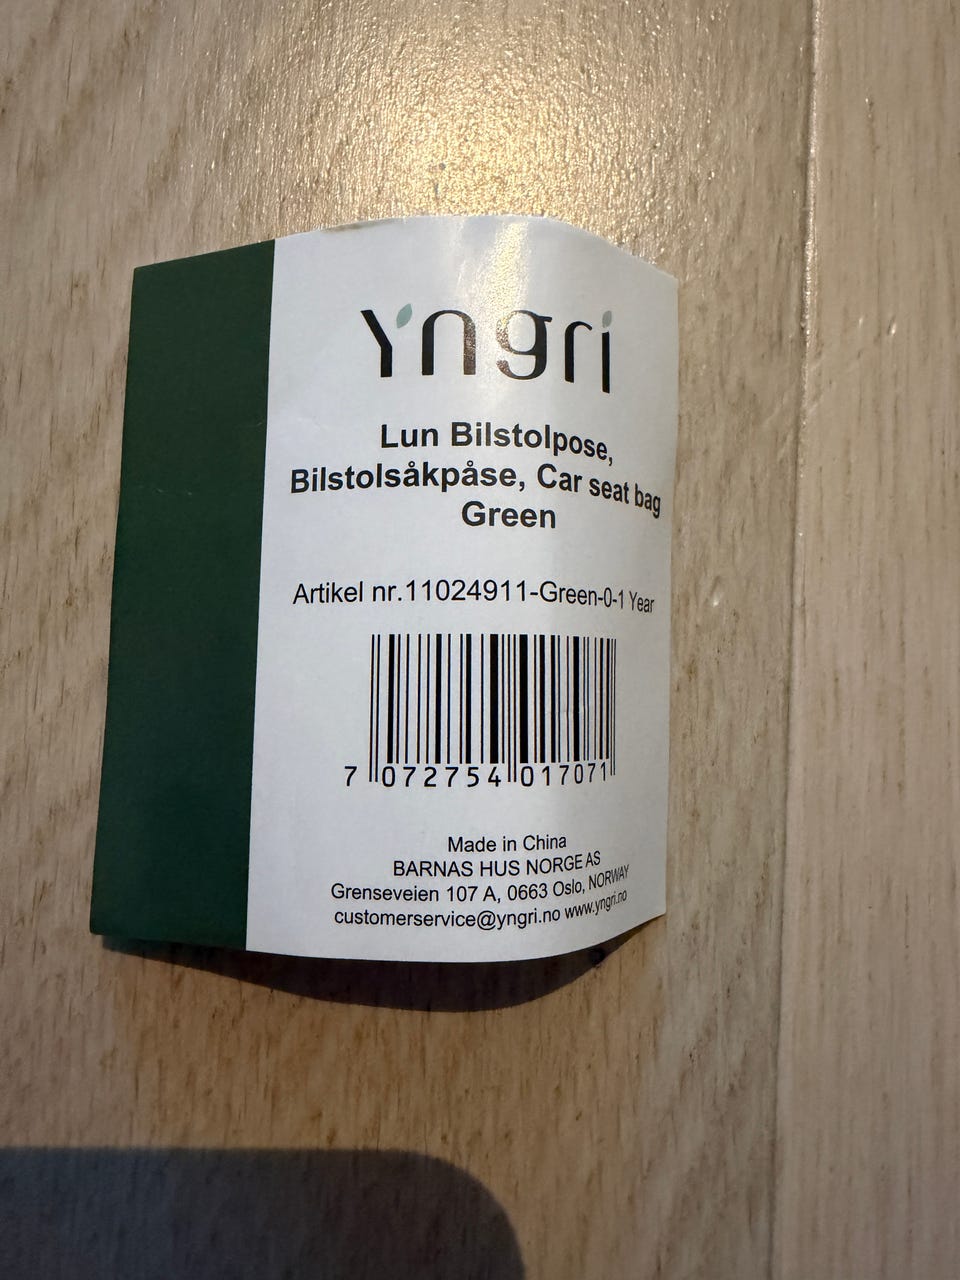 Yngri
Lun Bilstolpose,
Bilstolsåkpåse, Car seat bag
Green
Artikel nr.11024911-Green-0-1 Year
7 072754 017071
Made in China
BARNAS HUS NORGE AS
Grenseveien 107 A, 0663 Oslo, NORWAY
customerservice@yngri.no www.yngri.no